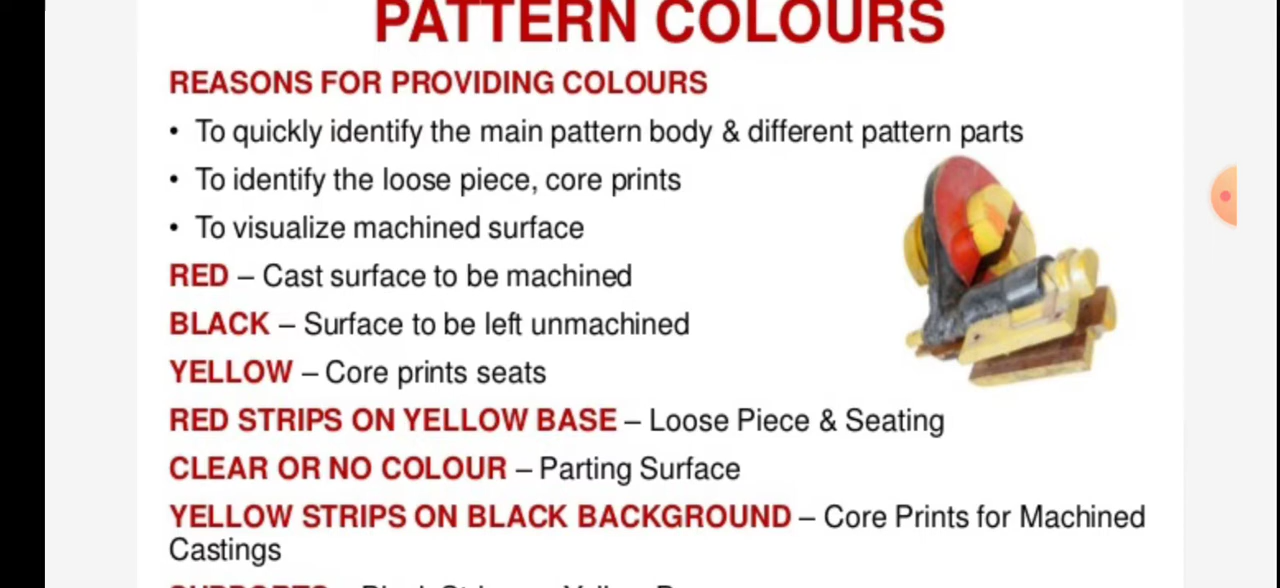 PATTERN COLOURS
REASONS FOR PROVIDING COLOURS
• To quickly identify the main pattern body & different pattern parts
• To identify the loose piece, core prints
• To visualize machined surface
RED – Cast surface to be machined
BLACK – Surface to be left unmachined
YELLOW – Core prints seats
RED STRIPS ON YELLOW BASE – Loose Piece & Seating
CLEAR OR NO COLOUR – Parting Surface
YELLOW STRIPS ON BLACK BACKGROUND – Core Prints for Machined
Castings